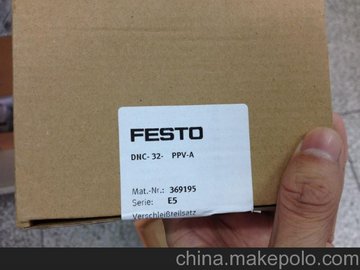 FESTO
DNC- 32- PPV-A
Mat.-Nr.: 369195
Serie: E5
Verschleißteilsatz
china.makepolo.com